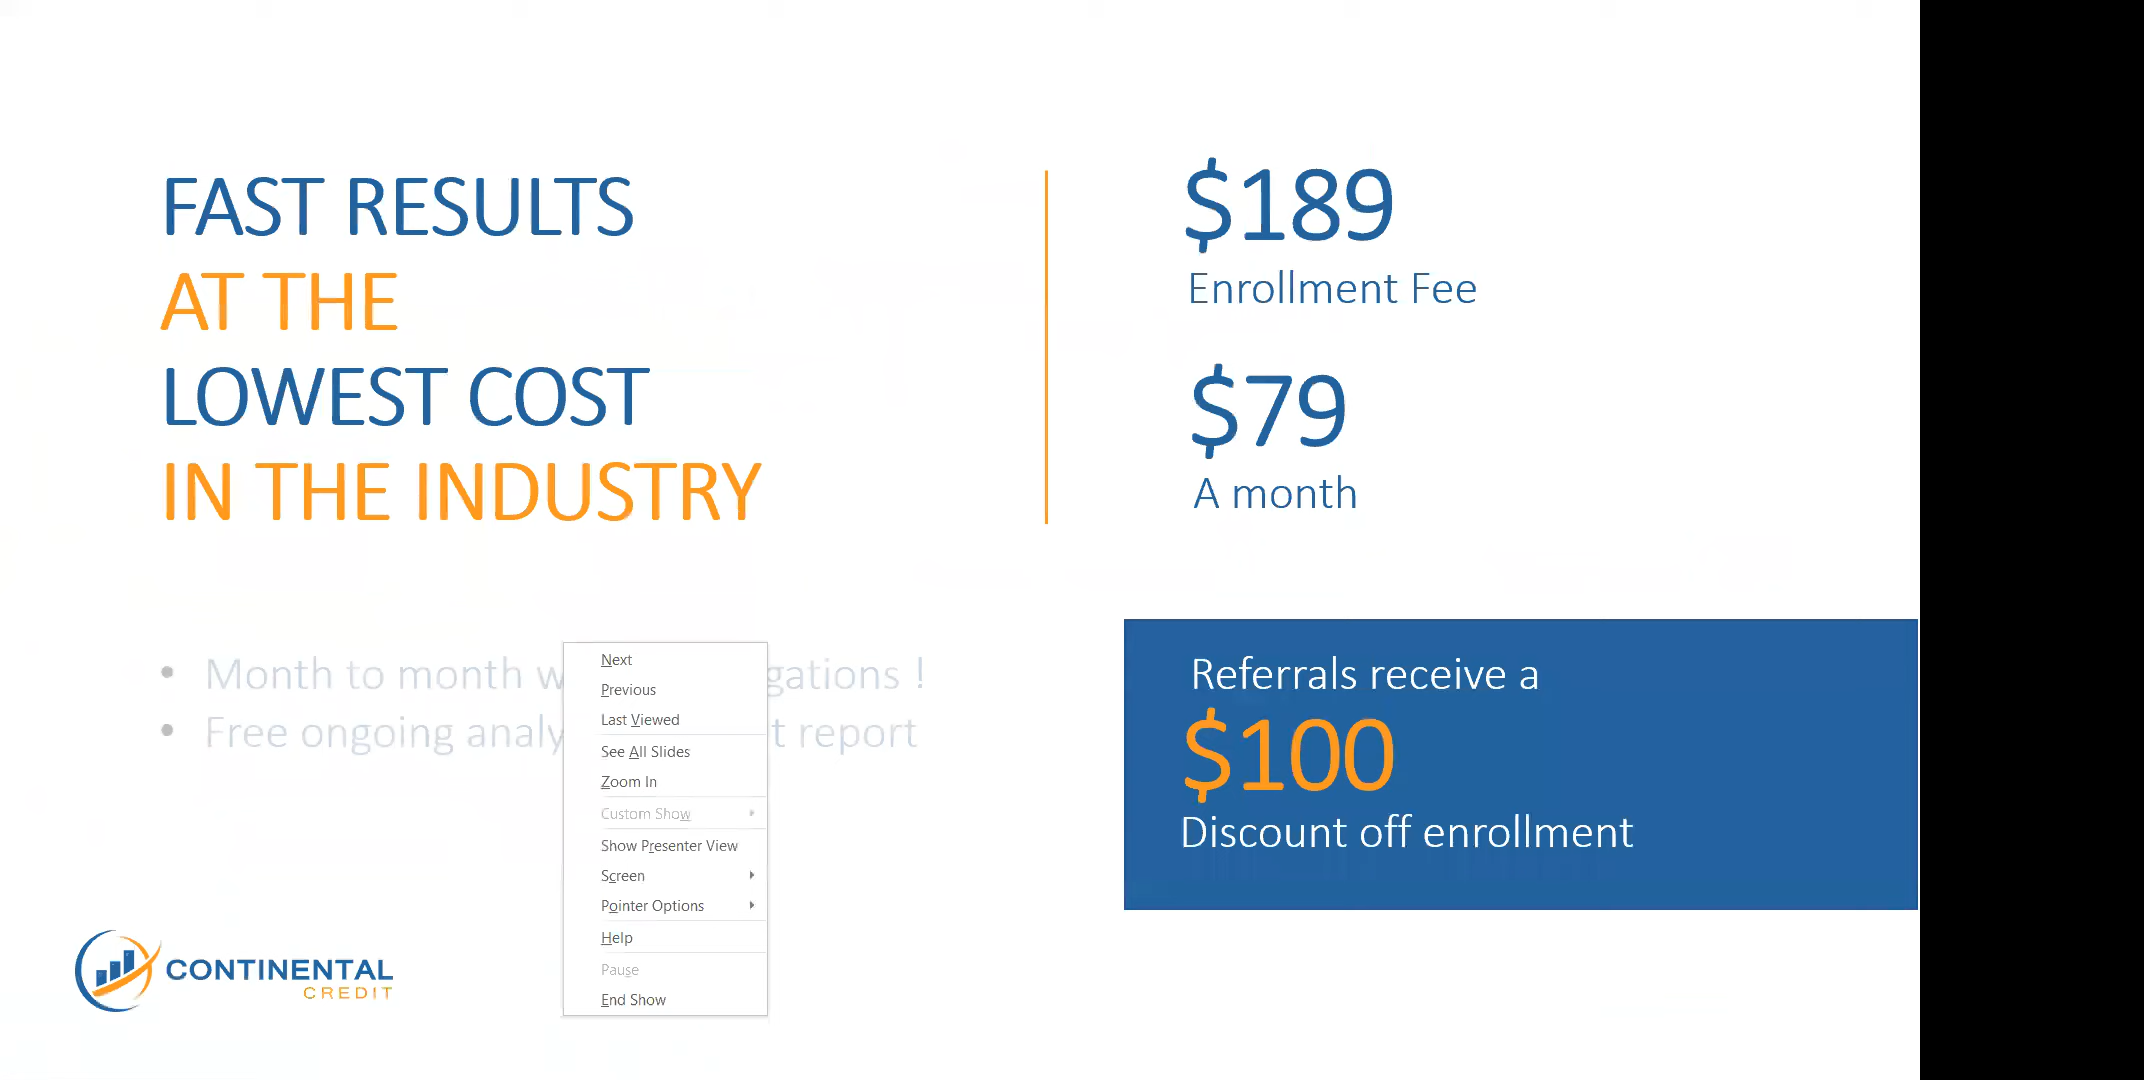 FAST RESULTS
AT THE
LOWEST COST
IN THE INDUSTRY
$189
Enrollment Fee
$79
A month
• Month to month
gations !
• Free ongoing
t report
Next
Previous
Last Viewed
See All Slides
Zoom In
Custom Show
Show Presenter View
Screen
Pointer Options
Help
Pause
End Show
Referrals receive a
$100
Discount off enrollment
CONTINENTAL
CREDIT